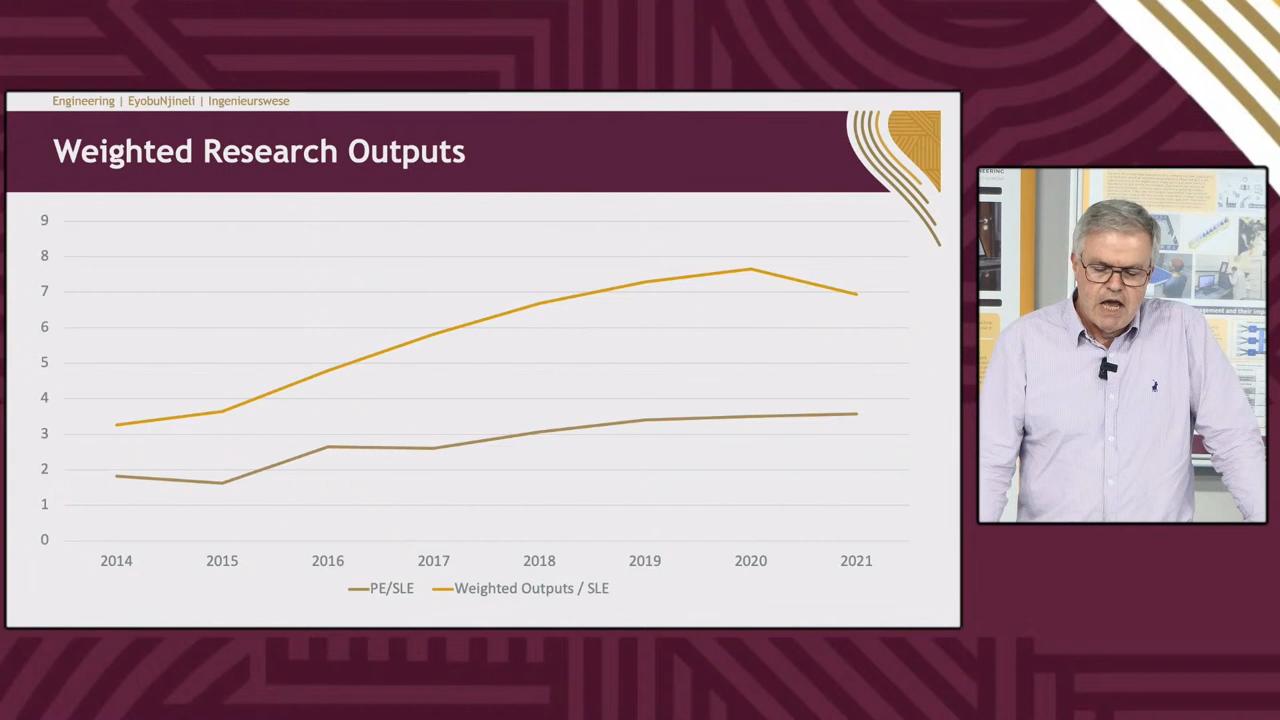 Engineering | EyobuNjineli | Ingenieurswese
Weighted Research Outputs
9
8
7
6
5
4
3
2
1
0
2014 2015 2016 2017 2018 2019 2020 2021
PE/SLE Weighted Outputs / SLE